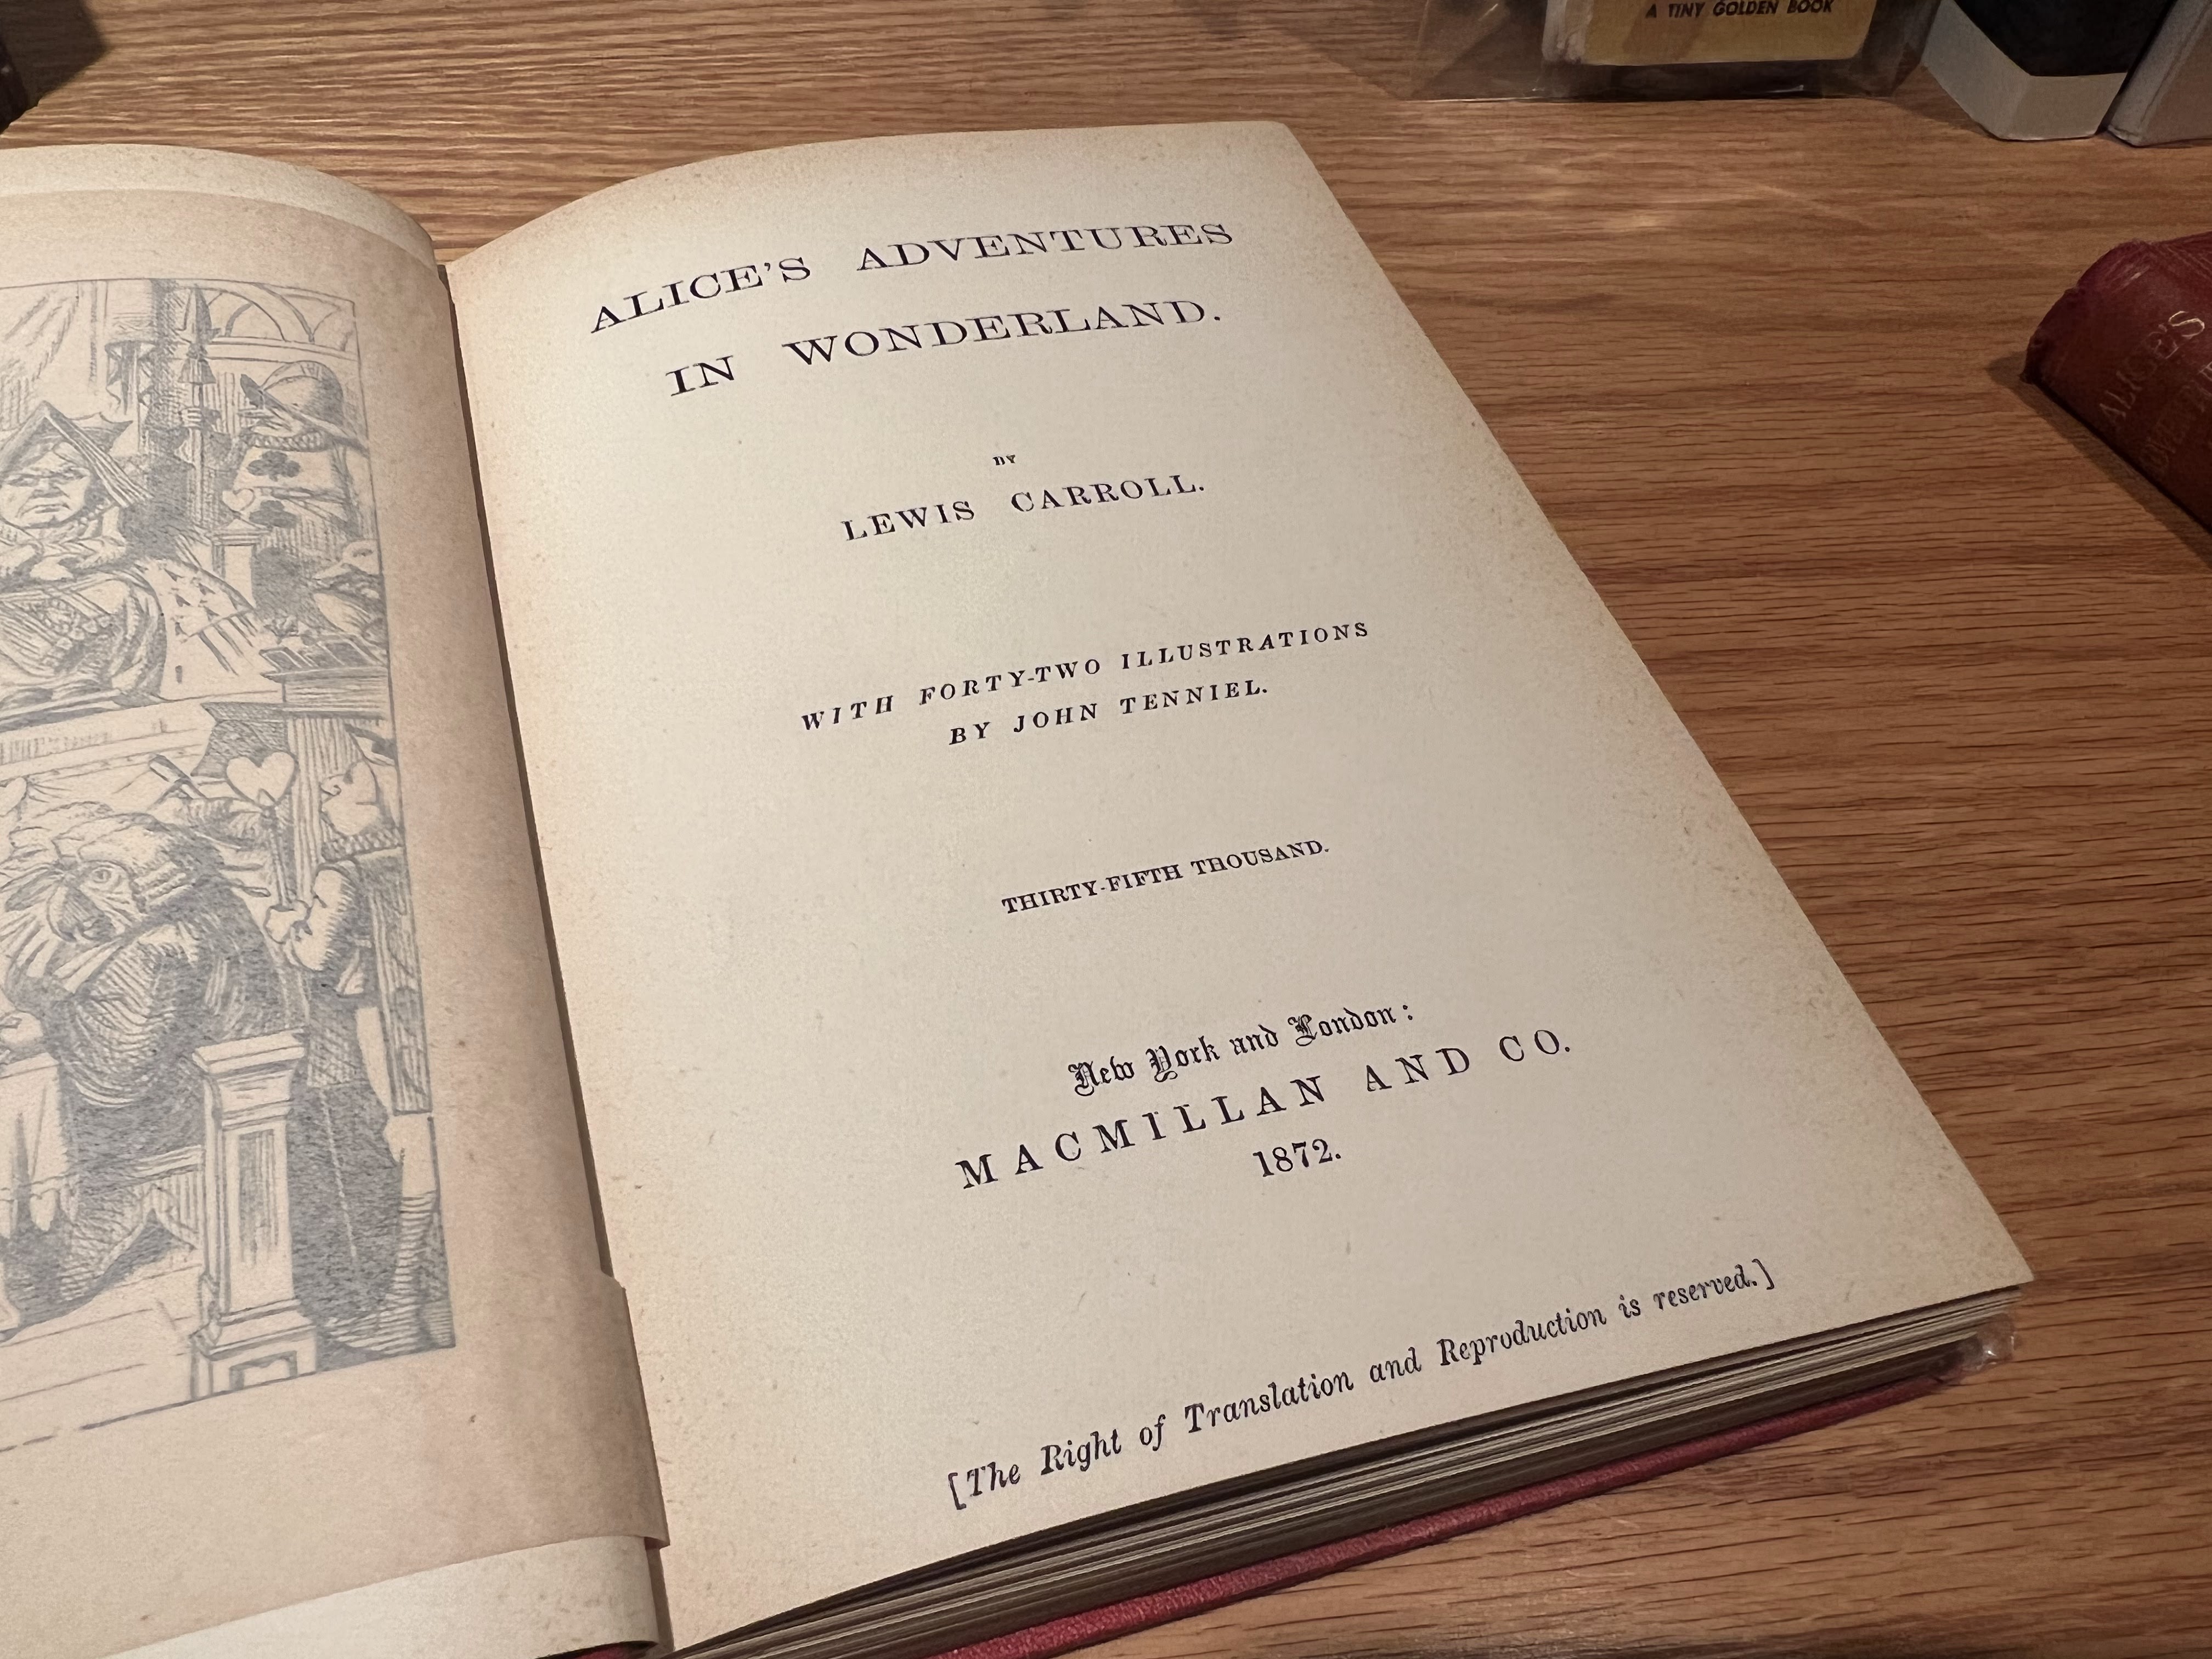 A TINY GOLDEN BOOK
ALICE'S ADVENTURES
IN WONDERLAND.
BY
LEWIS CARROLL.
WITH FORTY-TWO ILLUSTRATIONS
BY JOHN TENNIEL.
THIRTY-FIFTH THOUSAND.
New York and London:
MACMILLAN AND CO.
1872.
[The Right of Translation and Reproduction is reserved.]
ALICE'S